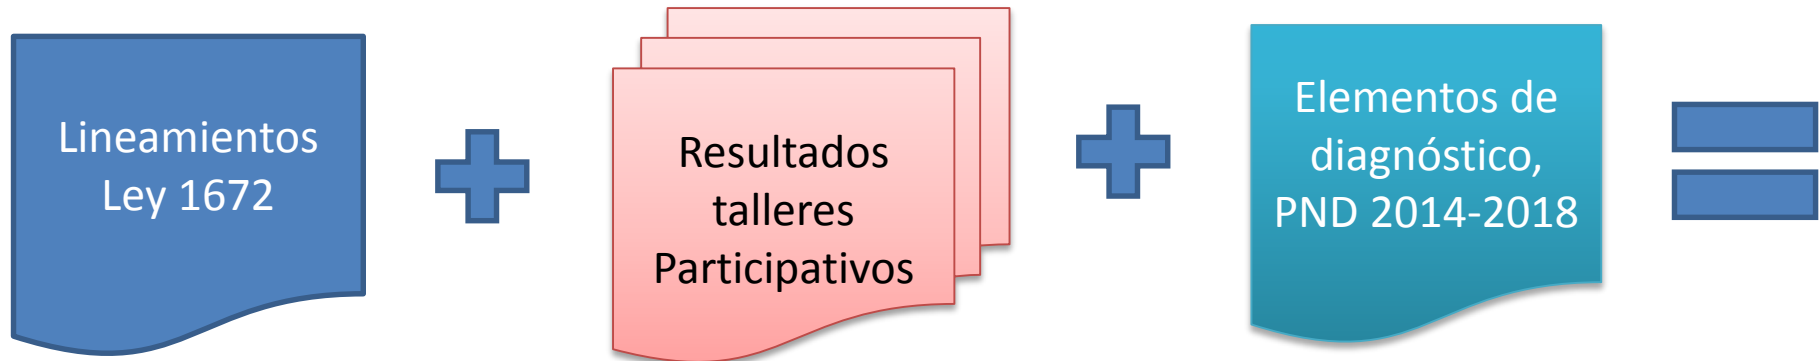 Lineamientos
Ley 1672
Resultados
talleres
Participativos
Elementos de
diagnóstico,
PND 2014-2018